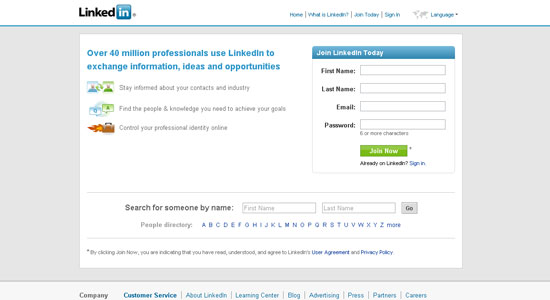 Linked in
Home | What is LinkedIn? | Join Today | Sign In Language
Over 40 million professionals use LinkedIn to
exchange information, ideas and opportunities
Stay informed about your contacts and industry
Find the people & knowledge you need to achieve your goals
Control your professional identity online
Join LinkedIn Today
First Name:
Last Name:
Email:
Password:
6 or more characters
Join Now *
Already on LinkedIn? Sign in.
Search for someone by name: First Name Last Name Go
People directory: A B C D E F G H I J K L M N O P Q R S T U V W X Y Z more
* By clicking Join Now, you are indicating that you have read, understood, and agree to LinkedIn's User Agreement and Privacy Policy.
Company Customer Service | About LinkedIn | Learning Center | Blog | Advertising | Press | Partners | Careers